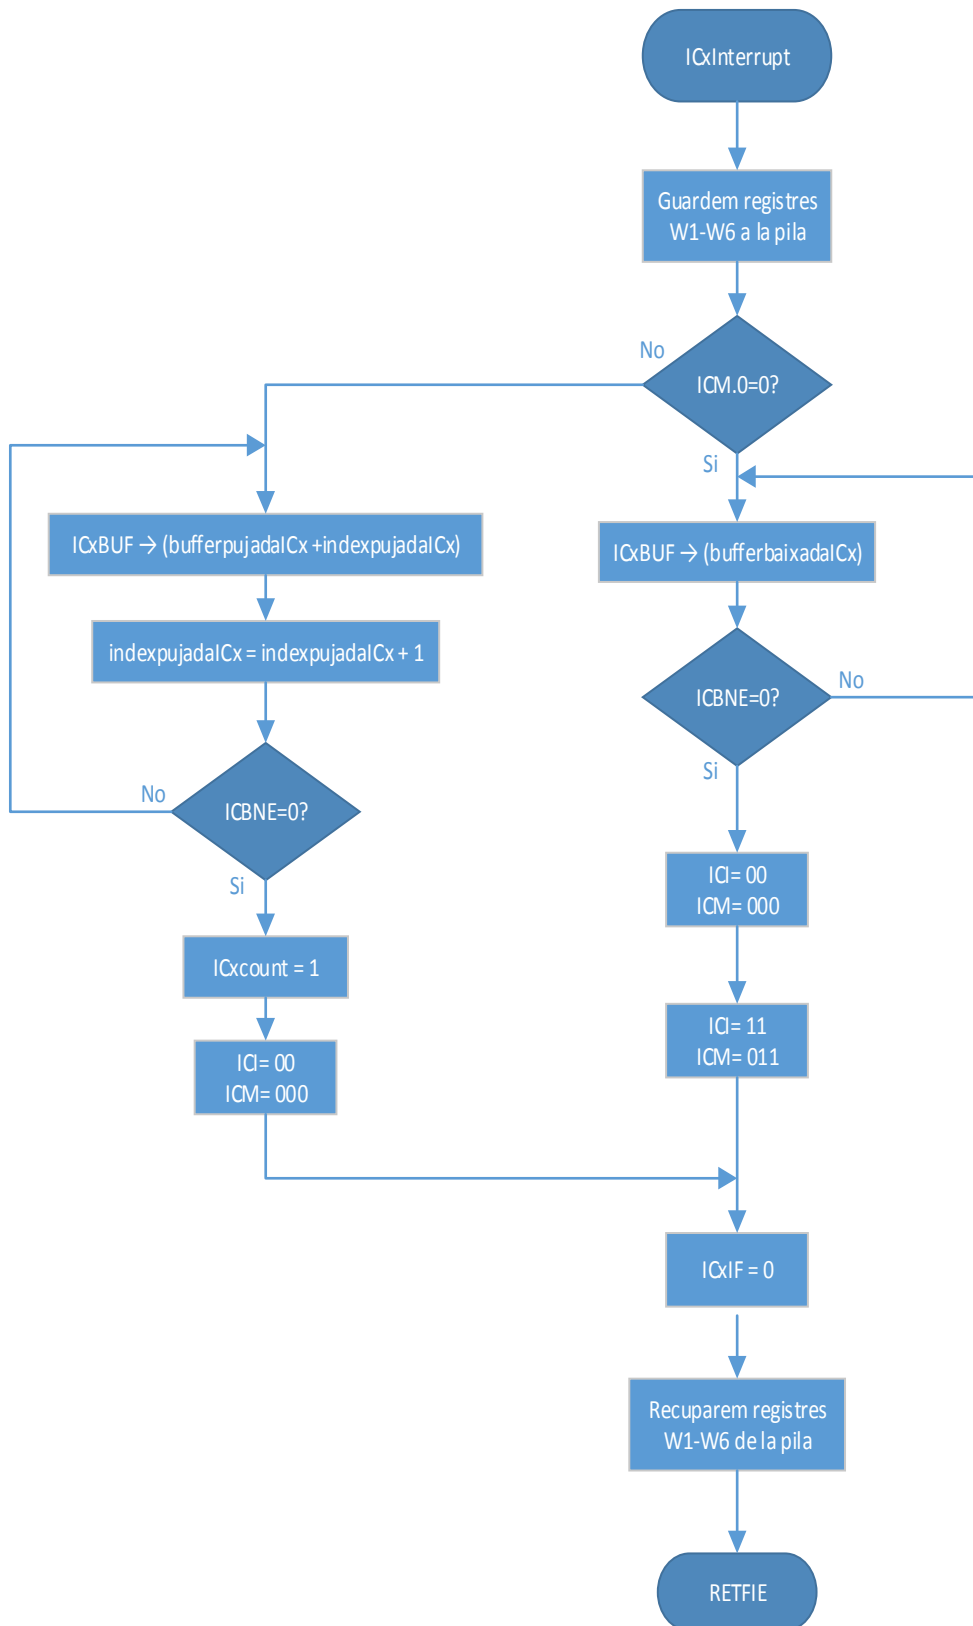 ICxInterrupt
Guardem registres
W1-W6 a la pila
No
ICM.0=0?
Si
ICxBUF → (bufferpujadaICx +indexpujadaICx)
ICxBUF → (bufferbaixadaICx)
indexpujadaICx = indexpujadaICx + 1
ICBNE=0?
No
Si
No
ICBNE=0?
Si
ICI= 00
ICM= 000
ICxcount = 1
ICI= 11
ICM= 011
ICI= 00
ICM= 000
ICxIF = 0
Recuparem registres
W1-W6 de la pila
RETFIE